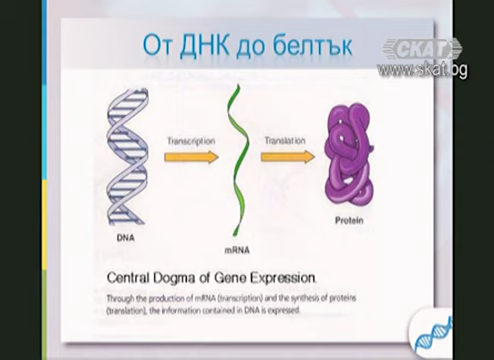 От ДНК до белтък
СКАТ
www.skat.bg
Transcription
Translation
DNA
mRNA
Protein
Central Dogma of Gene Expression.
Through the production of mRNA (transcription) and the synthesis of proteins
(translation), the information contained in DNA is expressed.